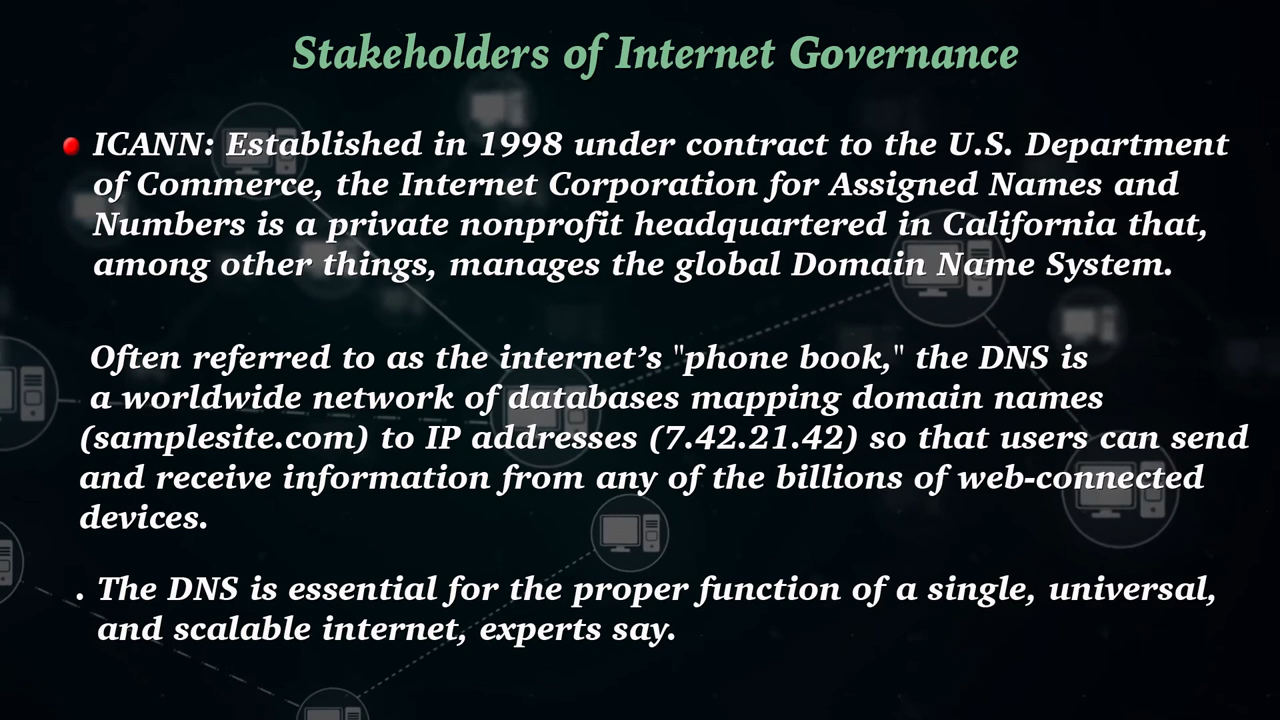 Stakeholders of Internet Governance
ICANN: Established in 1998 under contract to the U.S. Department
of Commerce, the Internet Corporation for Assigned Names and
Numbers is a private nonprofit headquartered in California that,
among other things, manages the global Domain Name System.
Often referred to as the internet’s "phone book," the DNS is
a worldwide network of databases mapping domain names
(samplesite.com) to IP addresses (7.42.21.42) so that users can send
and receive information from any of the billions of web-connected
devices.
. The DNS is essential for the proper function of a single, universal,
and scalable internet, experts say.